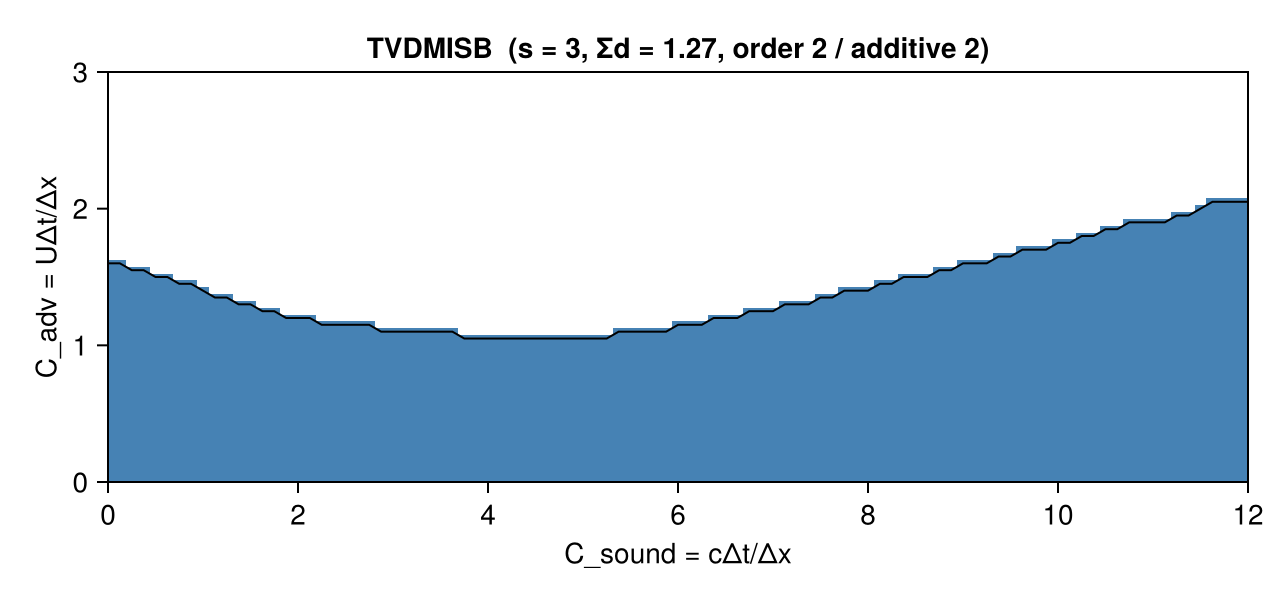 TVDMISB (s = 3, Σd = 1.27, order 2 / additive 2)
3
2
1
0
C_adv = UΔt/Δx
0 2 4 6 8 10 12
C_sound = cΔt/Δx